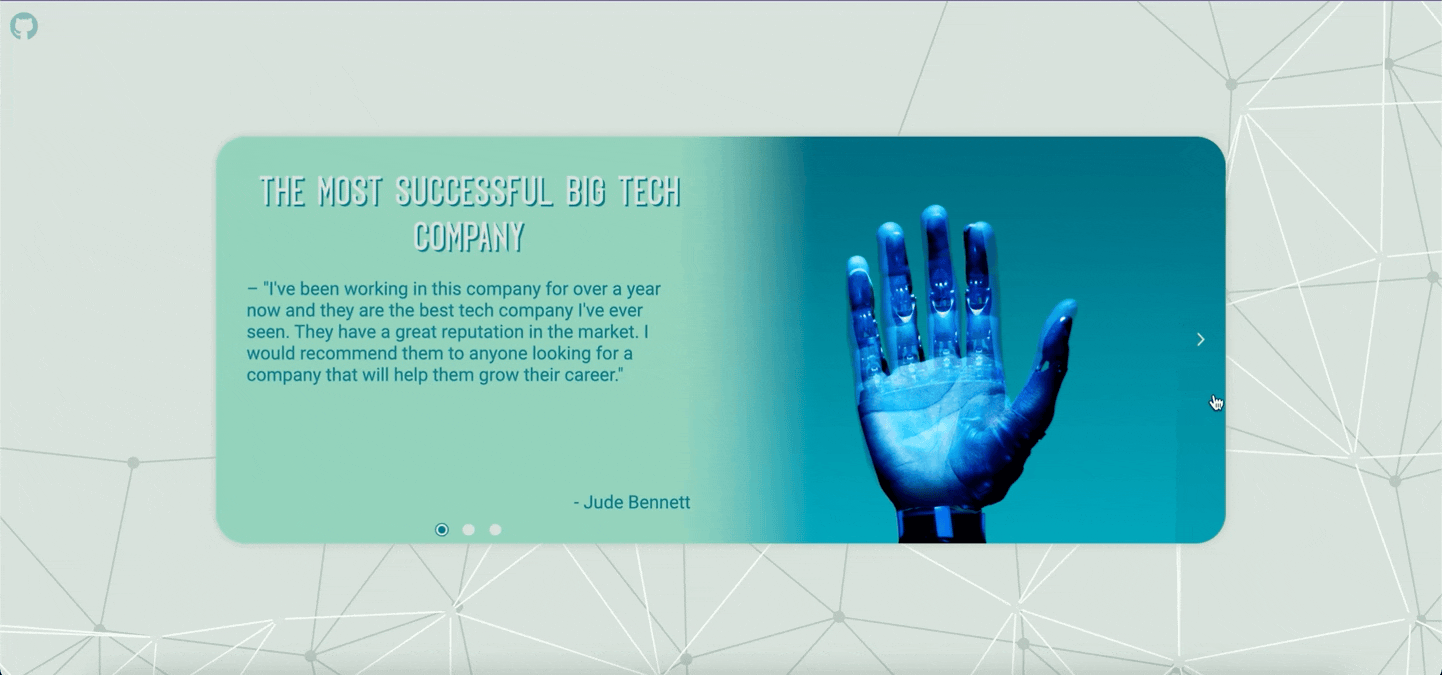 THE MOST SUCCESSFUL BIG TECH
COMPANY
– "I've been working in this company for over a year
now and they are the best tech company I've ever
seen. They have a great reputation in the market. I
would recommend them to anyone looking for a
company that will help them grow their career."
- Jude Bennett